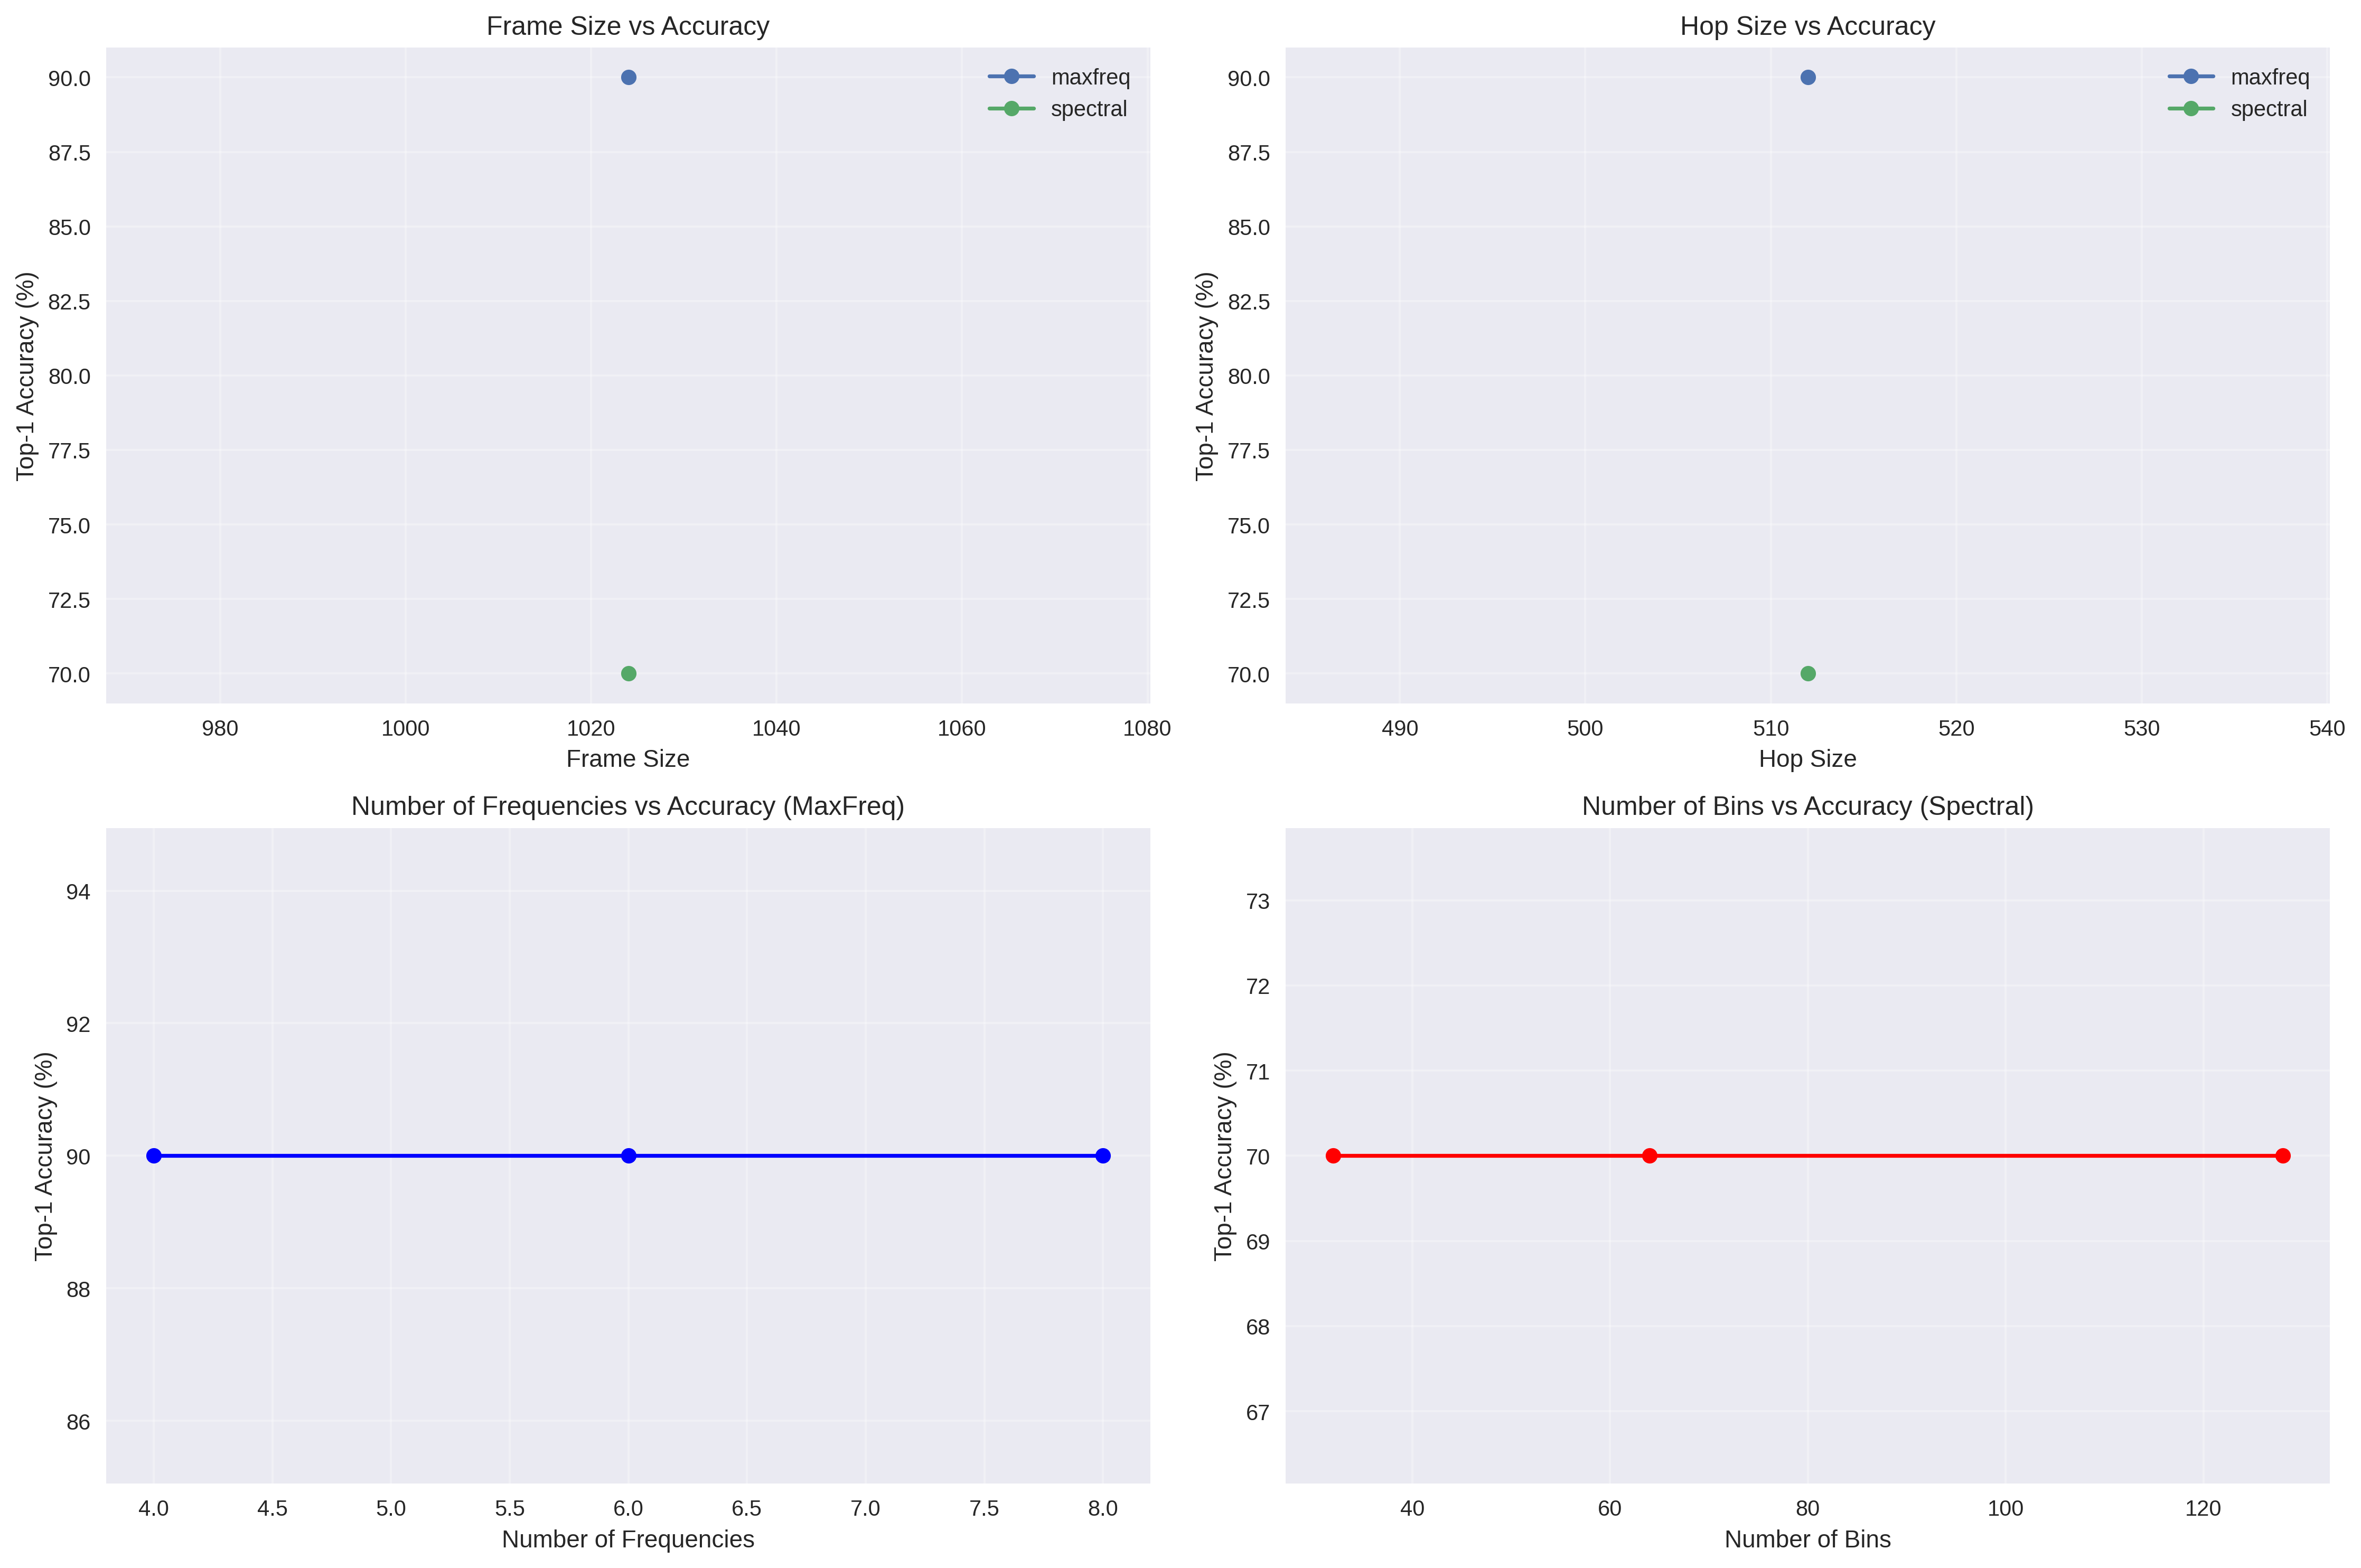 Frame Size vs Accuracy
90.0
87.5
85.0
82.5
80.0
77.5
75.0
72.5
70.0
Top-1 Accuracy (%)
maxfreq
spectral
980 1000 1020 1040 1060 1080
Frame Size
Hop Size vs Accuracy
90.0
87.5
85.0
82.5
80.0
77.5
75.0
72.5
70.0
Top-1 Accuracy (%)
maxfreq
spectral
490 500 510 520 530 540
Hop Size
Number of Frequencies vs Accuracy (MaxFreq)
94
92
90
88
86
Top-1 Accuracy (%)
4.0 4.5 5.0 5.5 6.0 6.5 7.0 7.5 8.0
Number of Frequencies
Number of Bins vs Accuracy (Spectral)
73
72
71
70
69
68
67
Top-1 Accuracy (%)
40 60 80 100 120
Number of Bins